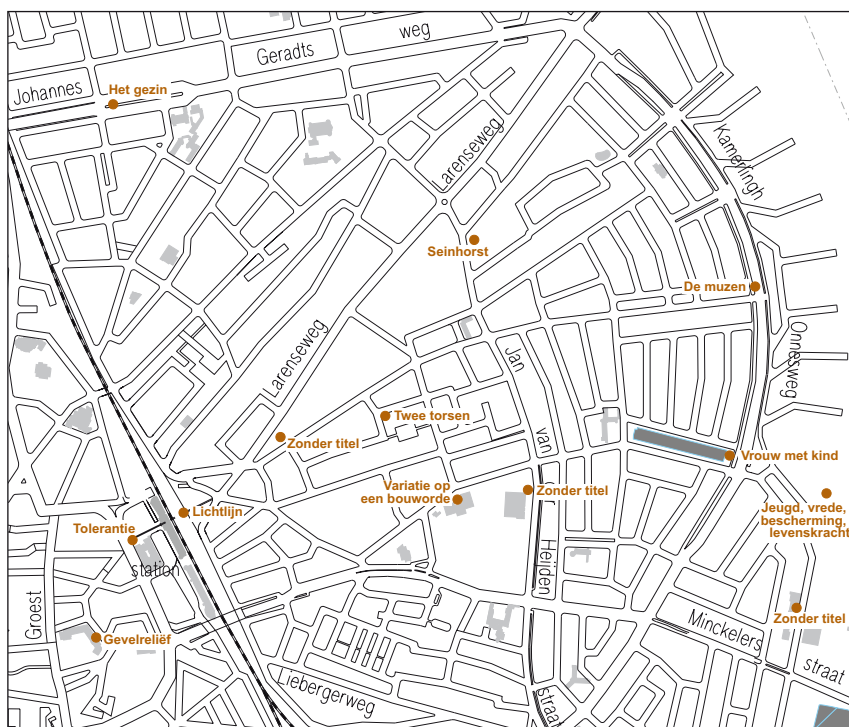 weg
Geradts
Johannes
Het gezin
Larenseweg
Kamerlingh
Seinhorst
De muzen
Onnesweg
Larenseweg
Jan
Twee torsen
van
Zonder titel
Vrouw met kind
Variatie op
een bouworde
Zonder titel
Jeugd, vrede,
bescherming,
levenskracht
Lichtlijn
Tolerantie
der
Heijden
station
Groest
Zonder titel
Minckelers
Gevelreliëf
straat
Liebergerweg
straat